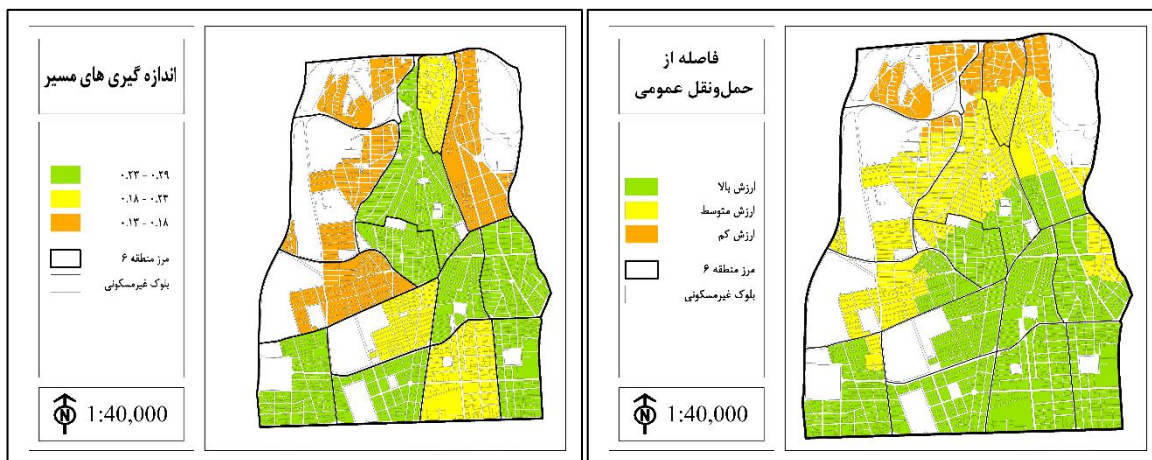 اندازه گیری های مسیر
۰.۲۳ - ۰.۲۹
۰.۱۸ - ۰.۲۳
۰.۱۳ - ۰.۱۸
مرز منطقه ۶
بلوک غیرمسکونی
N 1:40,000
فاصله از
حمل‌ونقل عمومی
ارزش بالا
ارزش متوسط
ارزش کم
مرز منطقه ۶
بلوک غیرمسکونی
N 1:40,000